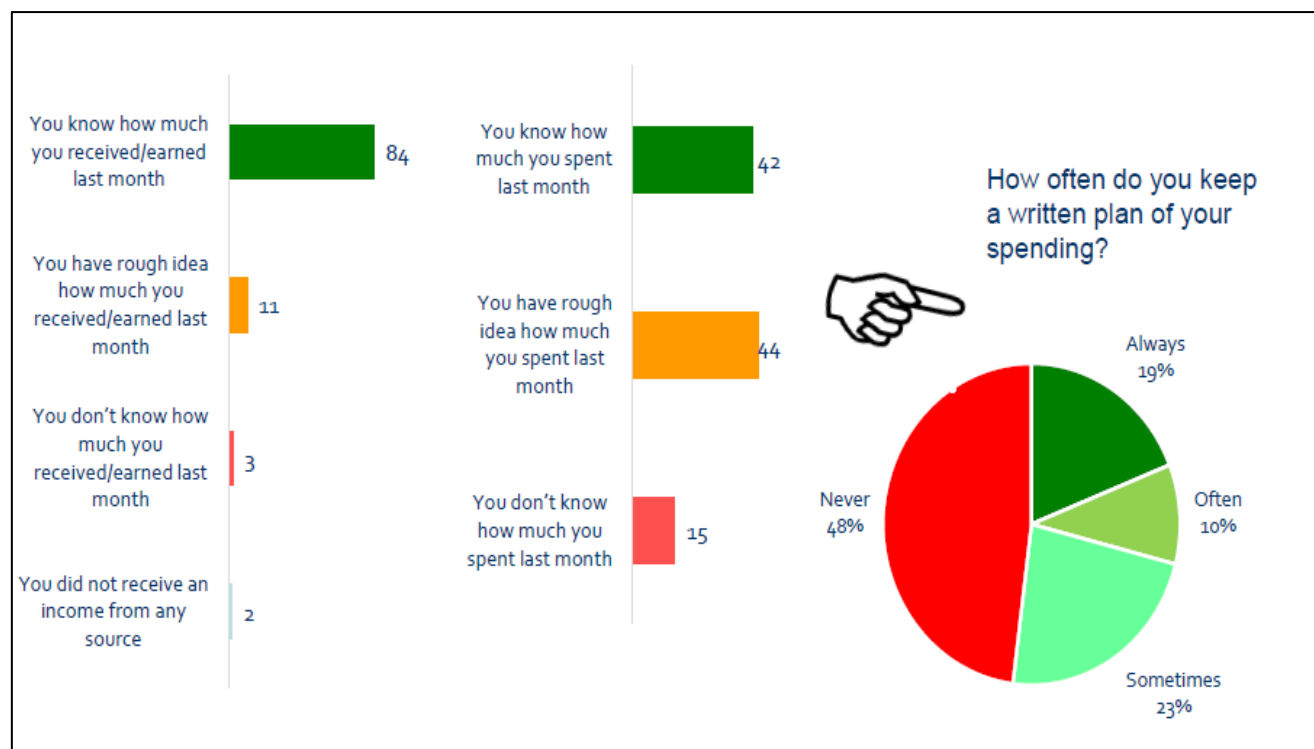 You know how much
you received/earned
last month
84
You have rough idea
how much you
received/earned last
month
11
You don't know how
much you
received/earned last
month
3
You did not receive an
income from any
source
2
You know how
much you spent
last month
42
You have rough
idea how much
you spent last
month
44
You don't know
how much you
spent last month
15
How often do you keep
a written plan of your
spending?
Always
19%
Often
10%
Sometimes
23%
Never
48%